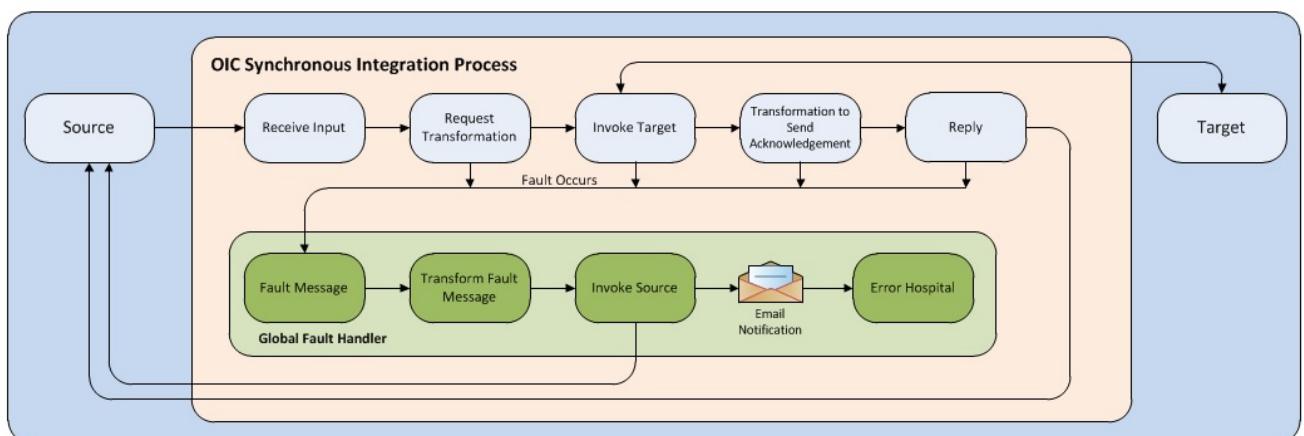 OIC Synchronous Integration Process
Source
Receive Input
Request
Transformation
Invoke Target
Transformation to
Send
Acknowledgement
Reply
Target
Fault Occurs
Fault Message
Transform Fault
Message
Invoke Source
Email
Notification
Error Hospital
Global Fault Handler